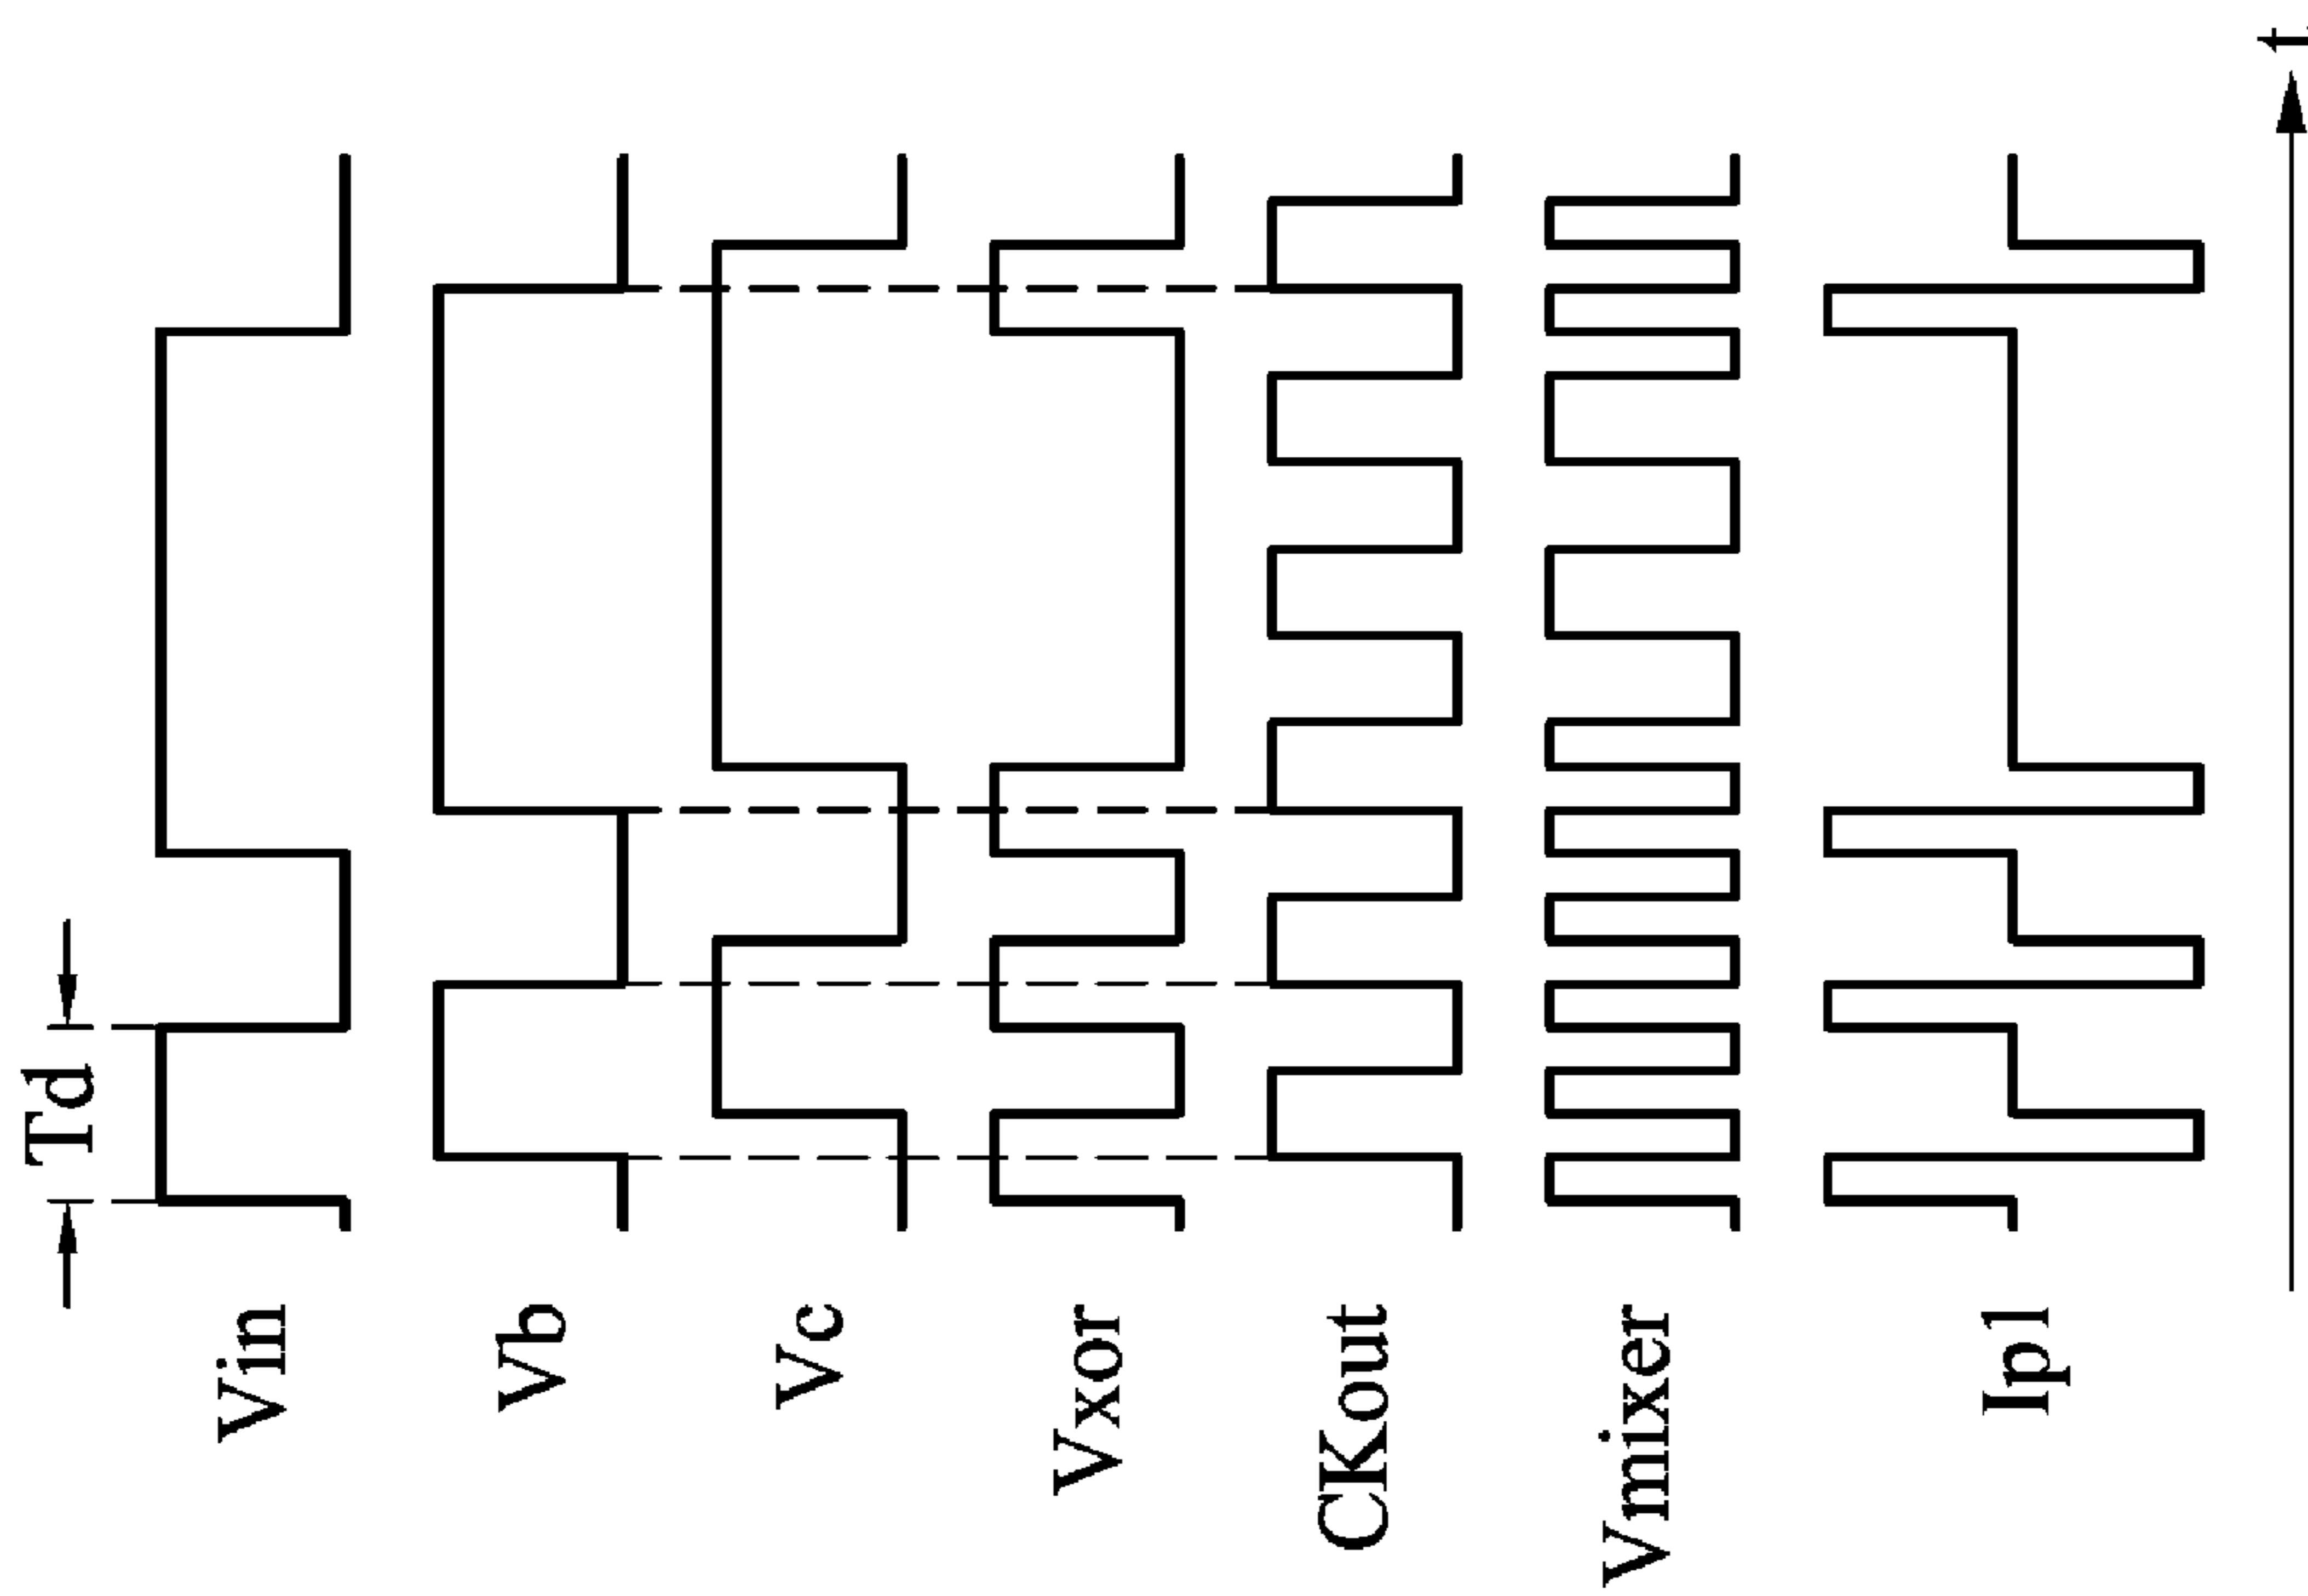 Td
Vin
Vb
Vc
Vxor
CKout
Vmixer
Ip1
t